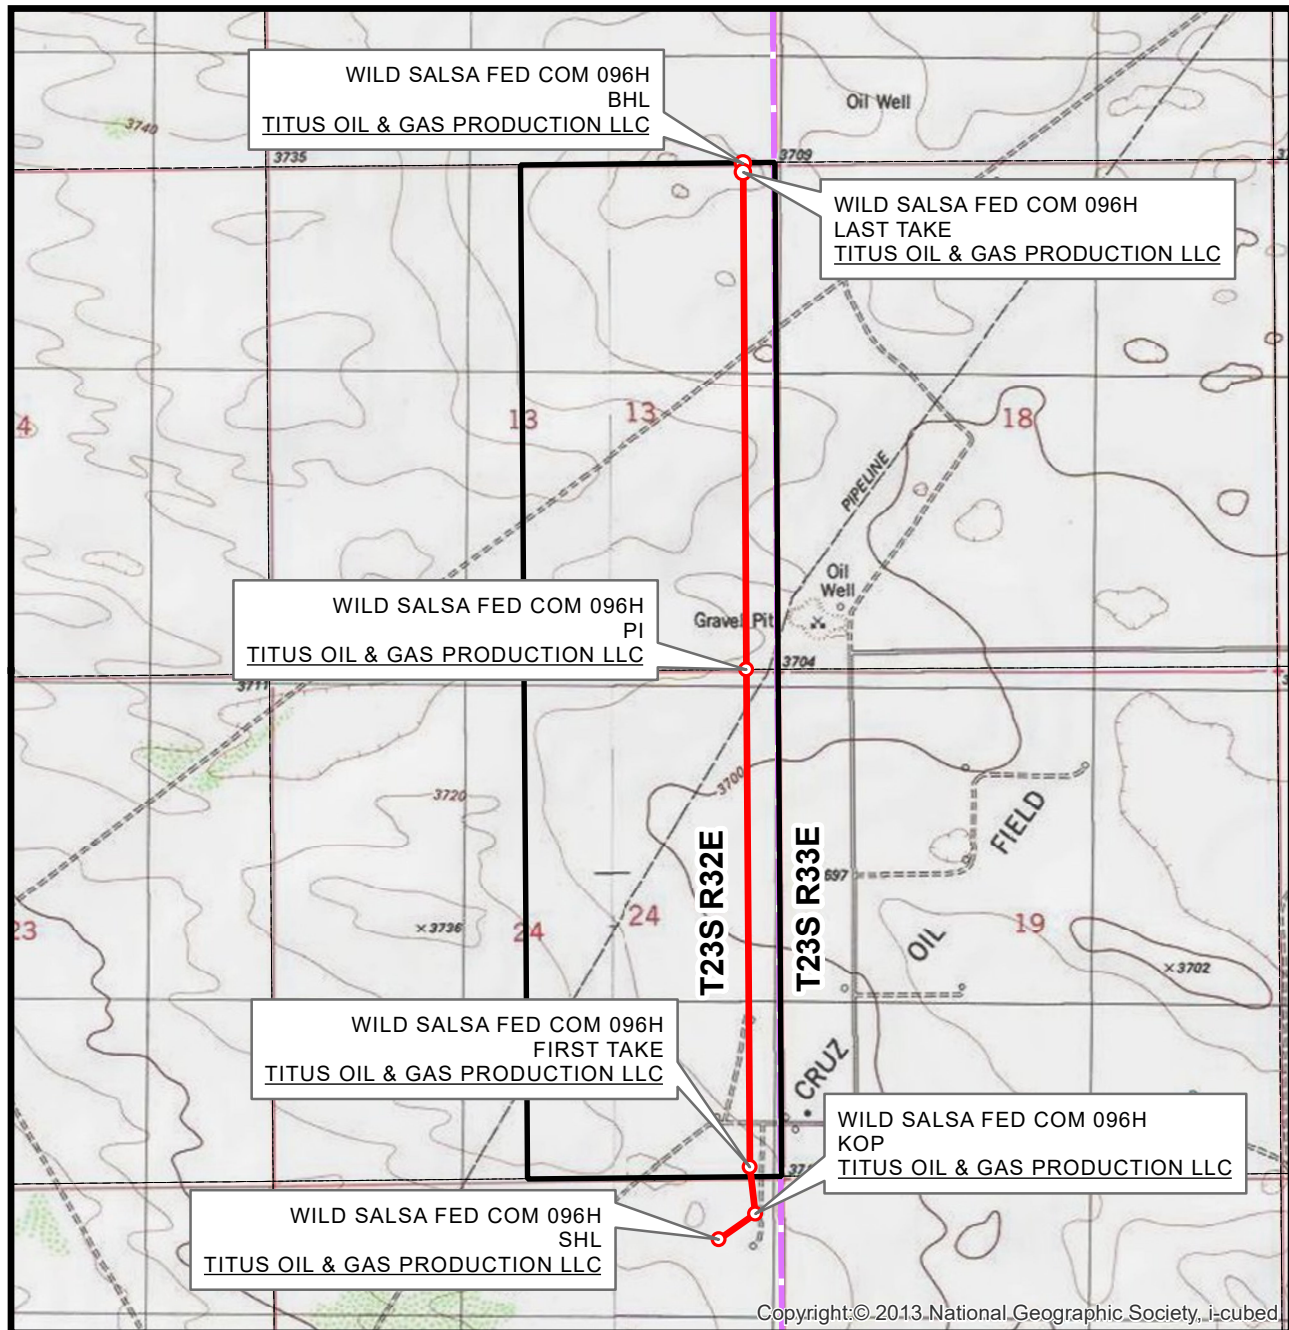 WILD SALSA FED COM 096H
BHL
TITUS OIL & GAS PRODUCTION LLC
Oil Well
3740
3735
3709
WILD SALSA FED COM 096H
LAST TAKE
TITUS OIL & GAS PRODUCTION LLC
4
13
13
18
PIPELINE
Oil
Well
WILD SALSA FED COM 096H
PI
TITUS OIL & GAS PRODUCTION LLC
Gravel Pit
3704
3711
3720
3700
FIELD
T23S R32E
T23S R33E
697
23
×3736
24
24
OIL
19
×3702
WILD SALSA FED COM 096H
FIRST TAKE
TITUS OIL & GAS PRODUCTION LLC
CRUZ
WILD SALSA FED COM 096H
KOP
TITUS OIL & GAS PRODUCTION LLC
WILD SALSA FED COM 096H
SHL
TITUS OIL & GAS PRODUCTION LLC
Copyright:© 2013 National Geographic Society, i-cubed